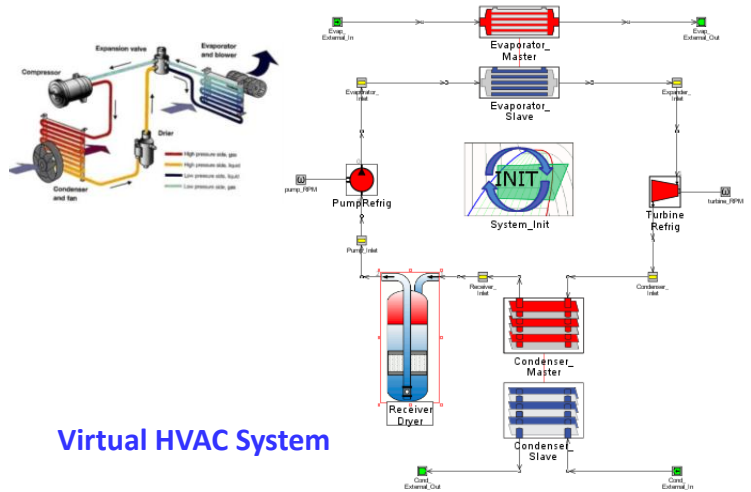 Expansion valve
Evaporator
and blower
Compressor
Drier
High pressure side, gas
High pressure side, liquid
Low pressure side, liquid
Low pressure side, gas
Condenser
and fan
Evap_
External_In
Evaporator_
Master
Evap_
External_Out
Evaporator_
Inlet
Evaporator_
Slave
Expander_
Inlet
pump_RPM
PumpRefrig
INIT
System_Init
Turbine
Refrig
turbine_RPM
Pump_Inlet
Receiver_
Inlet
Condenser_
Inlet
Condenser_
Master
Receiver
Dryer
Virtual HVAC System
Condenser_
Slave
Cond_
External_Out
Cond_
External_In